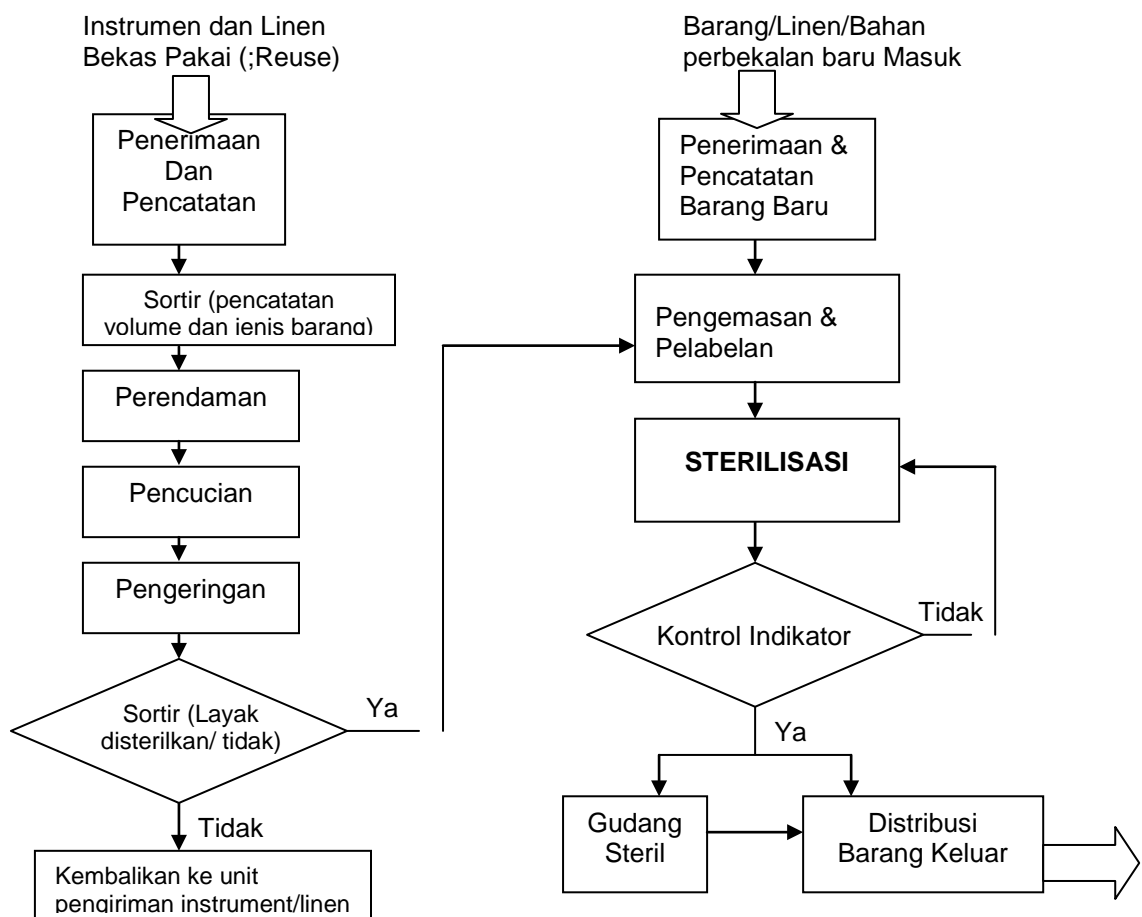 Instrumen dan Linen
Bekas Pakai (;Reuse)
Penerimaan
Dan
Pencatatan
Sortir (pencatatan
volume dan jenis barang)
Perendaman
Pencucian
Pengeringan
Sortir (Layak
disterilkan/ tidak)
Ya
Tidak
Kembalikan ke unit
pengiriman instrument/linen
Barang/Linen/Bahan
perbekalan baru Masuk
Penerimaan &
Pencatatan
Barang Baru
Pengemasan &
Pelabelan
STERILISASI
Kontrol Indikator
Tidak
Ya
Gudang
Steril
Distribusi
Barang Keluar